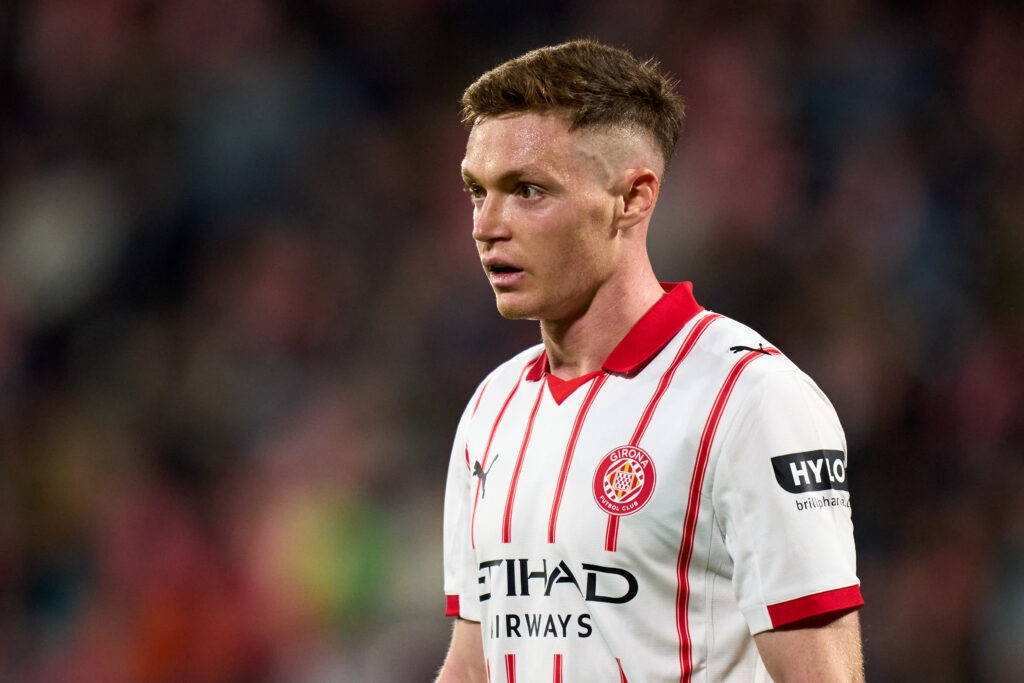 GIRONA
FUTBOL CLUB
HYLO
brillpharma
ETIHAD
AIRWAYS